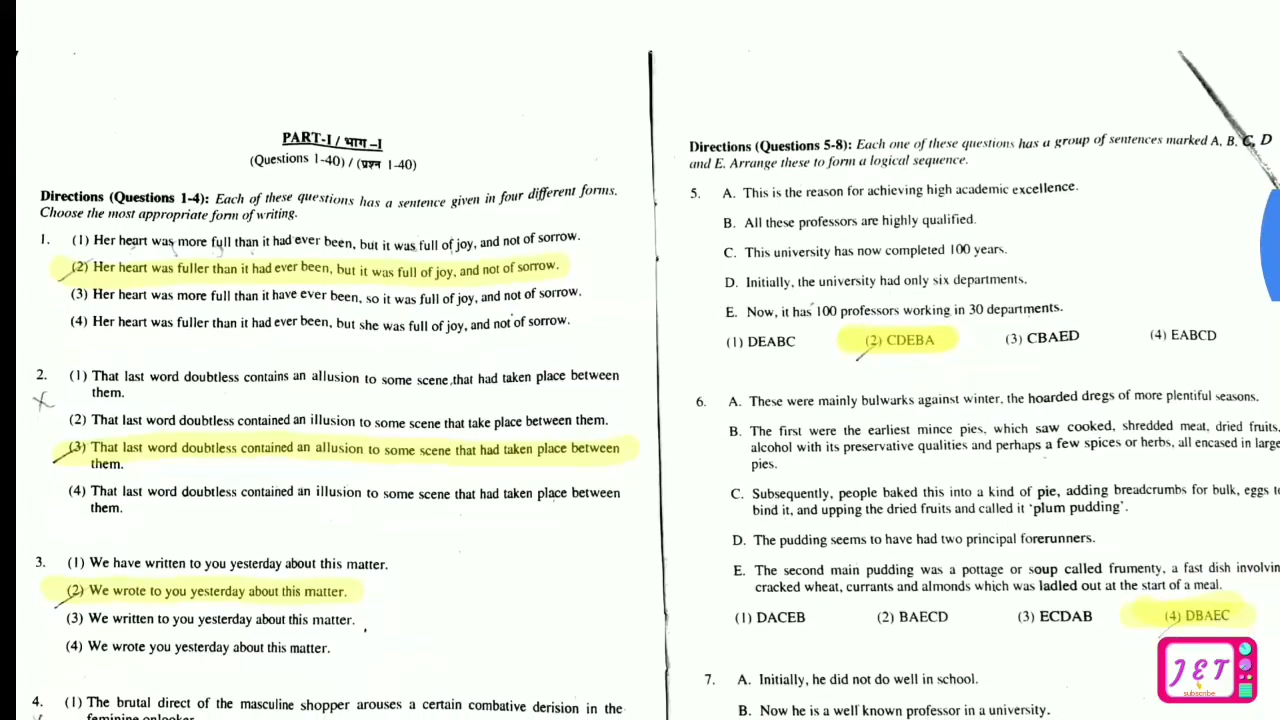 PART-I / भाग -I
(Questions 1-40) / (प्रश्न 1-40)
Directions (Questions 1-4): Each of these questions has a sentence given in four different forms.
Choose the most appropriate form of writing.
1. (1) Her heart was more full than it had ever been, but it was full of joy, and not of sorrow.
(2) Her heart was fuller than it had ever been, but it was full of joy, and not of sorrow.
(3) Her heart was more full than it have ever been, so it was full of joy, and not of sorrow.
(4) Her heart was fuller than it had ever been, but she was full of joy, and not of sorrow.
2. (1) That last word doubtless contains an allusion to some scene that had taken place between
them.
(2) That last word doubtless contained an illusion to some scene that take place between them.
(3) That last word doubtless contained an allusion to some scene that had taken place between
them.
(4) That last word doubtless contained an illusion to some scene that had taken place between
them.
3. (1) We have written to you yesterday about this matter.
(2) We wrote to you yesterday about this matter.
(3) We written to you yesterday about this matter.
(4) We wrote you yesterday about this matter.
4. (1) The brutal direct of the masculine shopper arouses a certain combative derision in the
feminine onlooker.
Directions (Questions 5-8): Each one of these questions has a group of sentences marked A, B, C, D
and E. Arrange these to form a logical sequence.
5. A. This is the reason for achieving high academic excellence.
B. All these professors are highly qualified.
C. This university has now completed 100 years.
D. Initially, the university had only six departments.
E. Now, it has 100 professors working in 30 departments.
(1) DEABC (2) CDEBA (3) CBAED (4) EABCD
6. A. These were mainly bulwarks against winter, the hoarded dregs of more plentiful seasons.
B. The first were the earliest mince pies, which saw cooked, shredded meat, dried fruits,
alcohol with its preservative qualities and perhaps a few spices or herbs, all encased in large
pies.
C. Subsequently, people baked this into a kind of pie, adding breadcrumbs for bulk, eggs to
bind it, and upping the dried fruits and called it 'plum pudding'.
D. The pudding seems to have had two principal forerunners.
E. The second main pudding was a pottage or soup called frumenty, a fast dish involvin
cracked wheat, currants and almonds which was ladled out at the start of a meal.
(1) DACEB (2) BAECD (3) ECDAB (4) DBAEC
7. A. Initially, he did not do well in school.
B. Now he is a well known professor in a university.
JET
subscribe